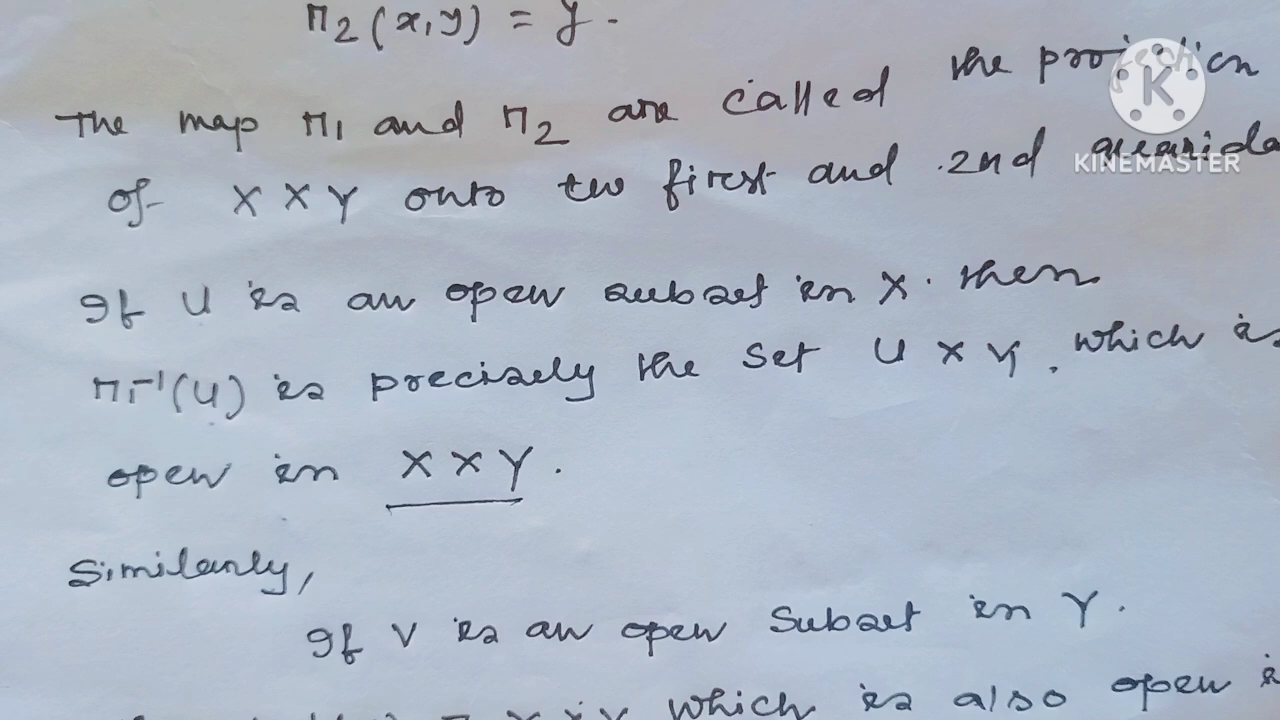 π2(x,y) = y.
The map π1 and π2 are called the projection
of X × Y onto two first and 2nd
KINEMASTER
If U is an open subset in X. then
π1⁻¹(U) is precisely the set U × Y, which is
open in X × Y.
Similarly,
If V is an open Subset in Y.
which is also open